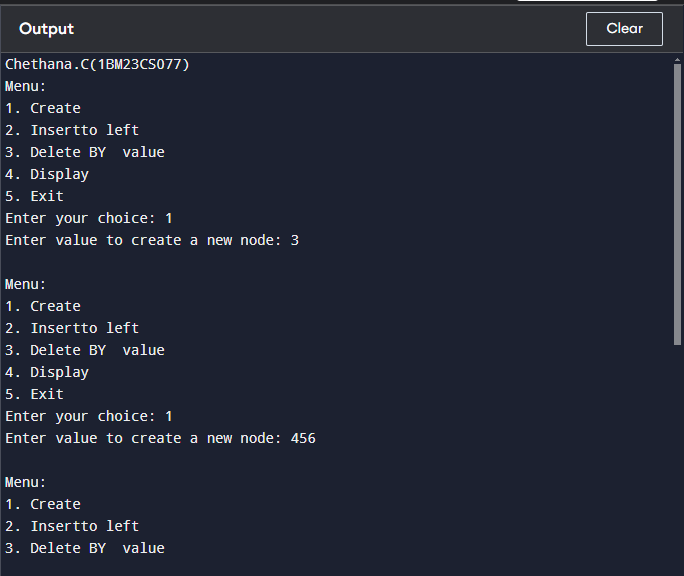 Output
Clear
Chethana.C(1BM23CS077)
Menu:
1. Create
2. Insertto left
3. Delete BY  value
4. Display
5. Exit
Enter your choice: 1
Enter value to create a new node: 3
Menu:
1. Create
2. Insertto left
3. Delete BY  value
4. Display
5. Exit
Enter your choice: 1
Enter value to create a new node: 456
Menu:
1. Create
2. Insertto left
3. Delete BY  value